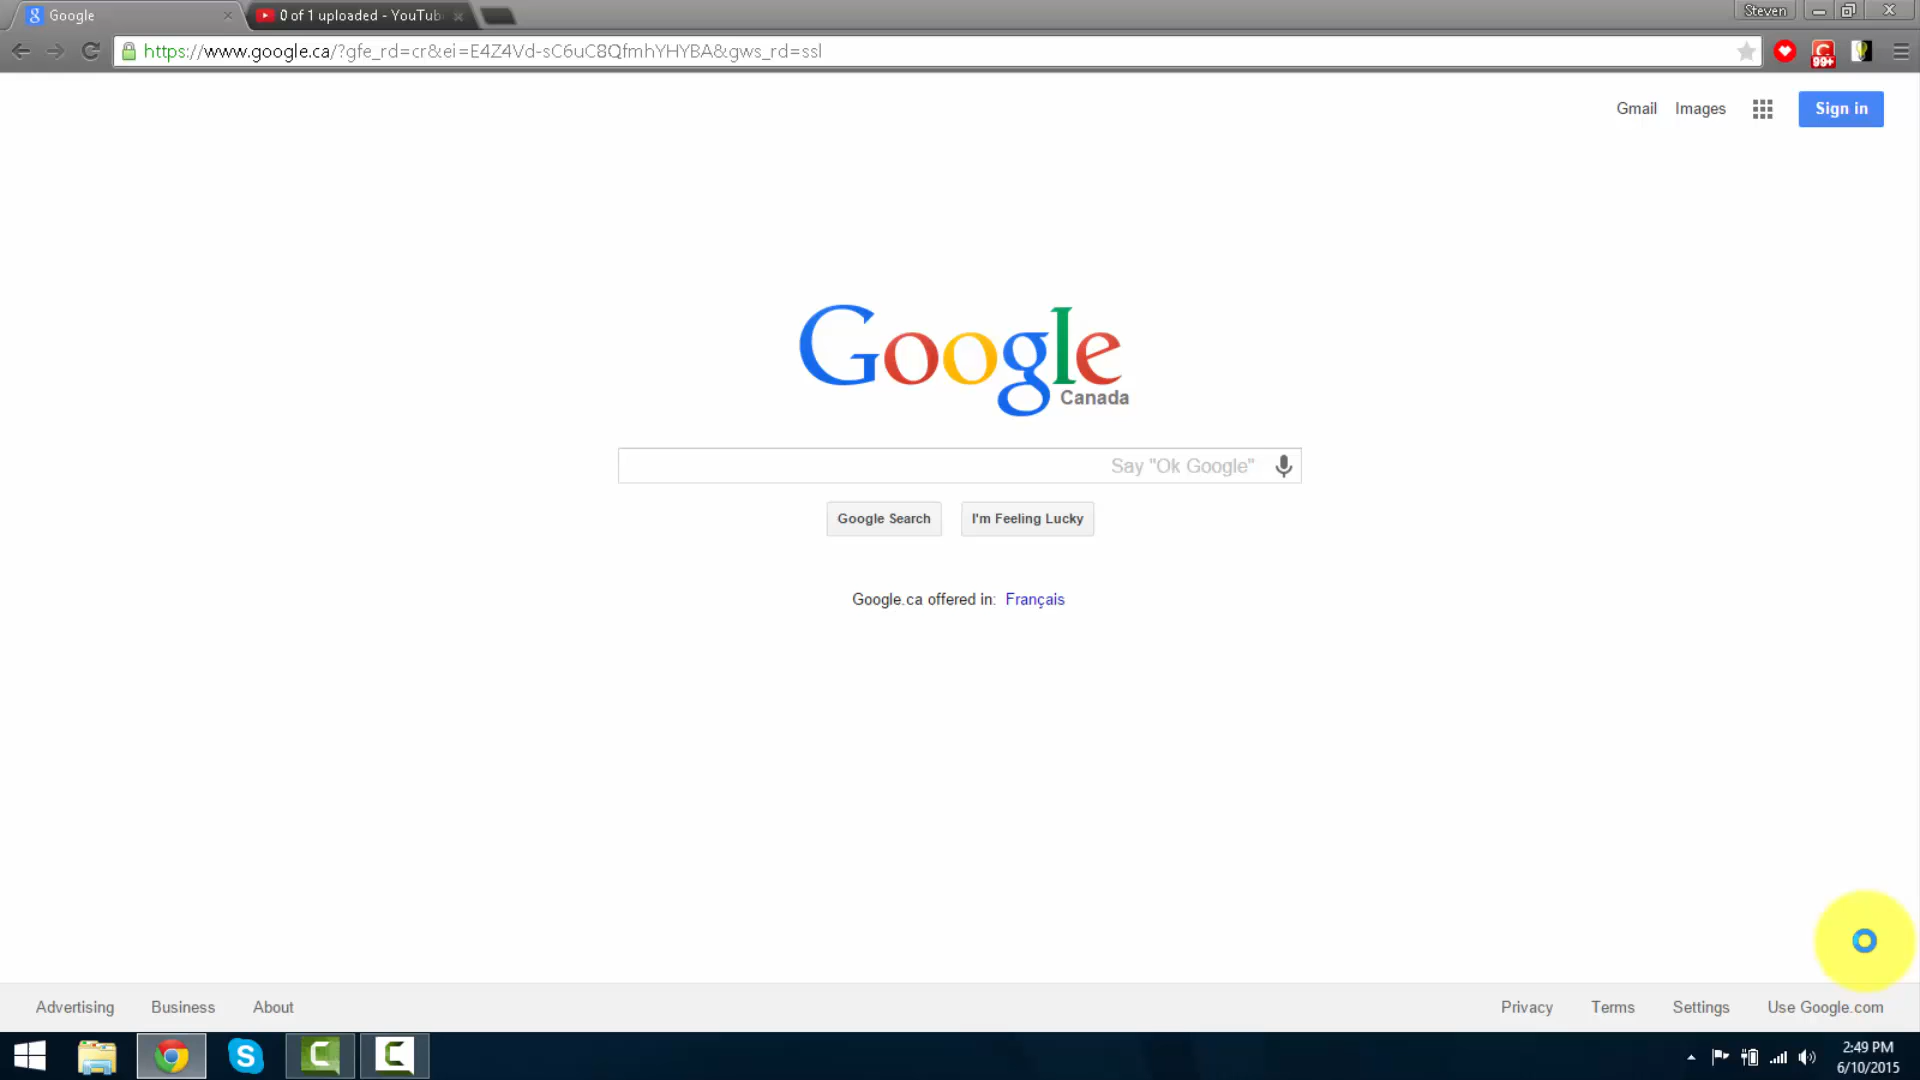 Google
0 of 1 uploaded - YouTub
Steven
https://www.google.ca/?gfe_rd=cr&ei=E4Z4Vd-sC6uC8QfmhYHYBA&gws_rd=ssl
99+
Gmail Images Sign in
Google
Canada
Say "Ok Google"
Google Search I'm Feeling Lucky
Google.ca offered in: Français
Advertising Business About Privacy Terms Settings Use Google.com
2:49 PM
6/10/2015